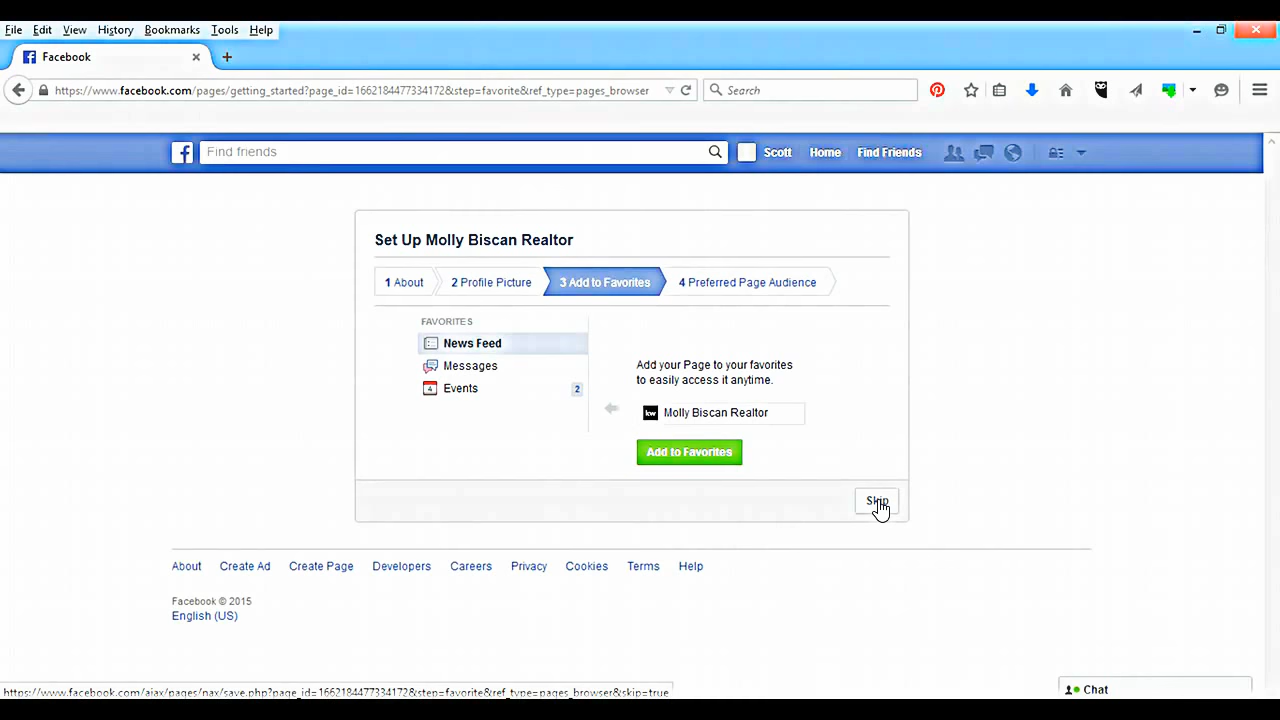 File Edit View History Bookmarks Tools Help
Facebook
https://www.facebook.com/pages/getting_started?page_id=1662184477334172&step=favorite&ref_type=pages_browser
Search
Find friends
Scott Home Find Friends
Set Up Molly Biscan Realtor
1 About 2 Profile Picture 3 Add to Favorites 4 Preferred Page Audience
FAVORITES
News Feed
Messages
4 Events 2
Add your Page to your favorites
to easily access it anytime.
kw Molly Biscan Realtor
Add to Favorites
Skip
About Create Ad Create Page Developers Careers Privacy Cookies Terms Help
Facebook © 2015
English (US)
https://www.facebook.com/ajax/pages/nax/save.php?page_id=1662184477334172&step=favorite&ref_type=pages_browser&skip=true
Chat